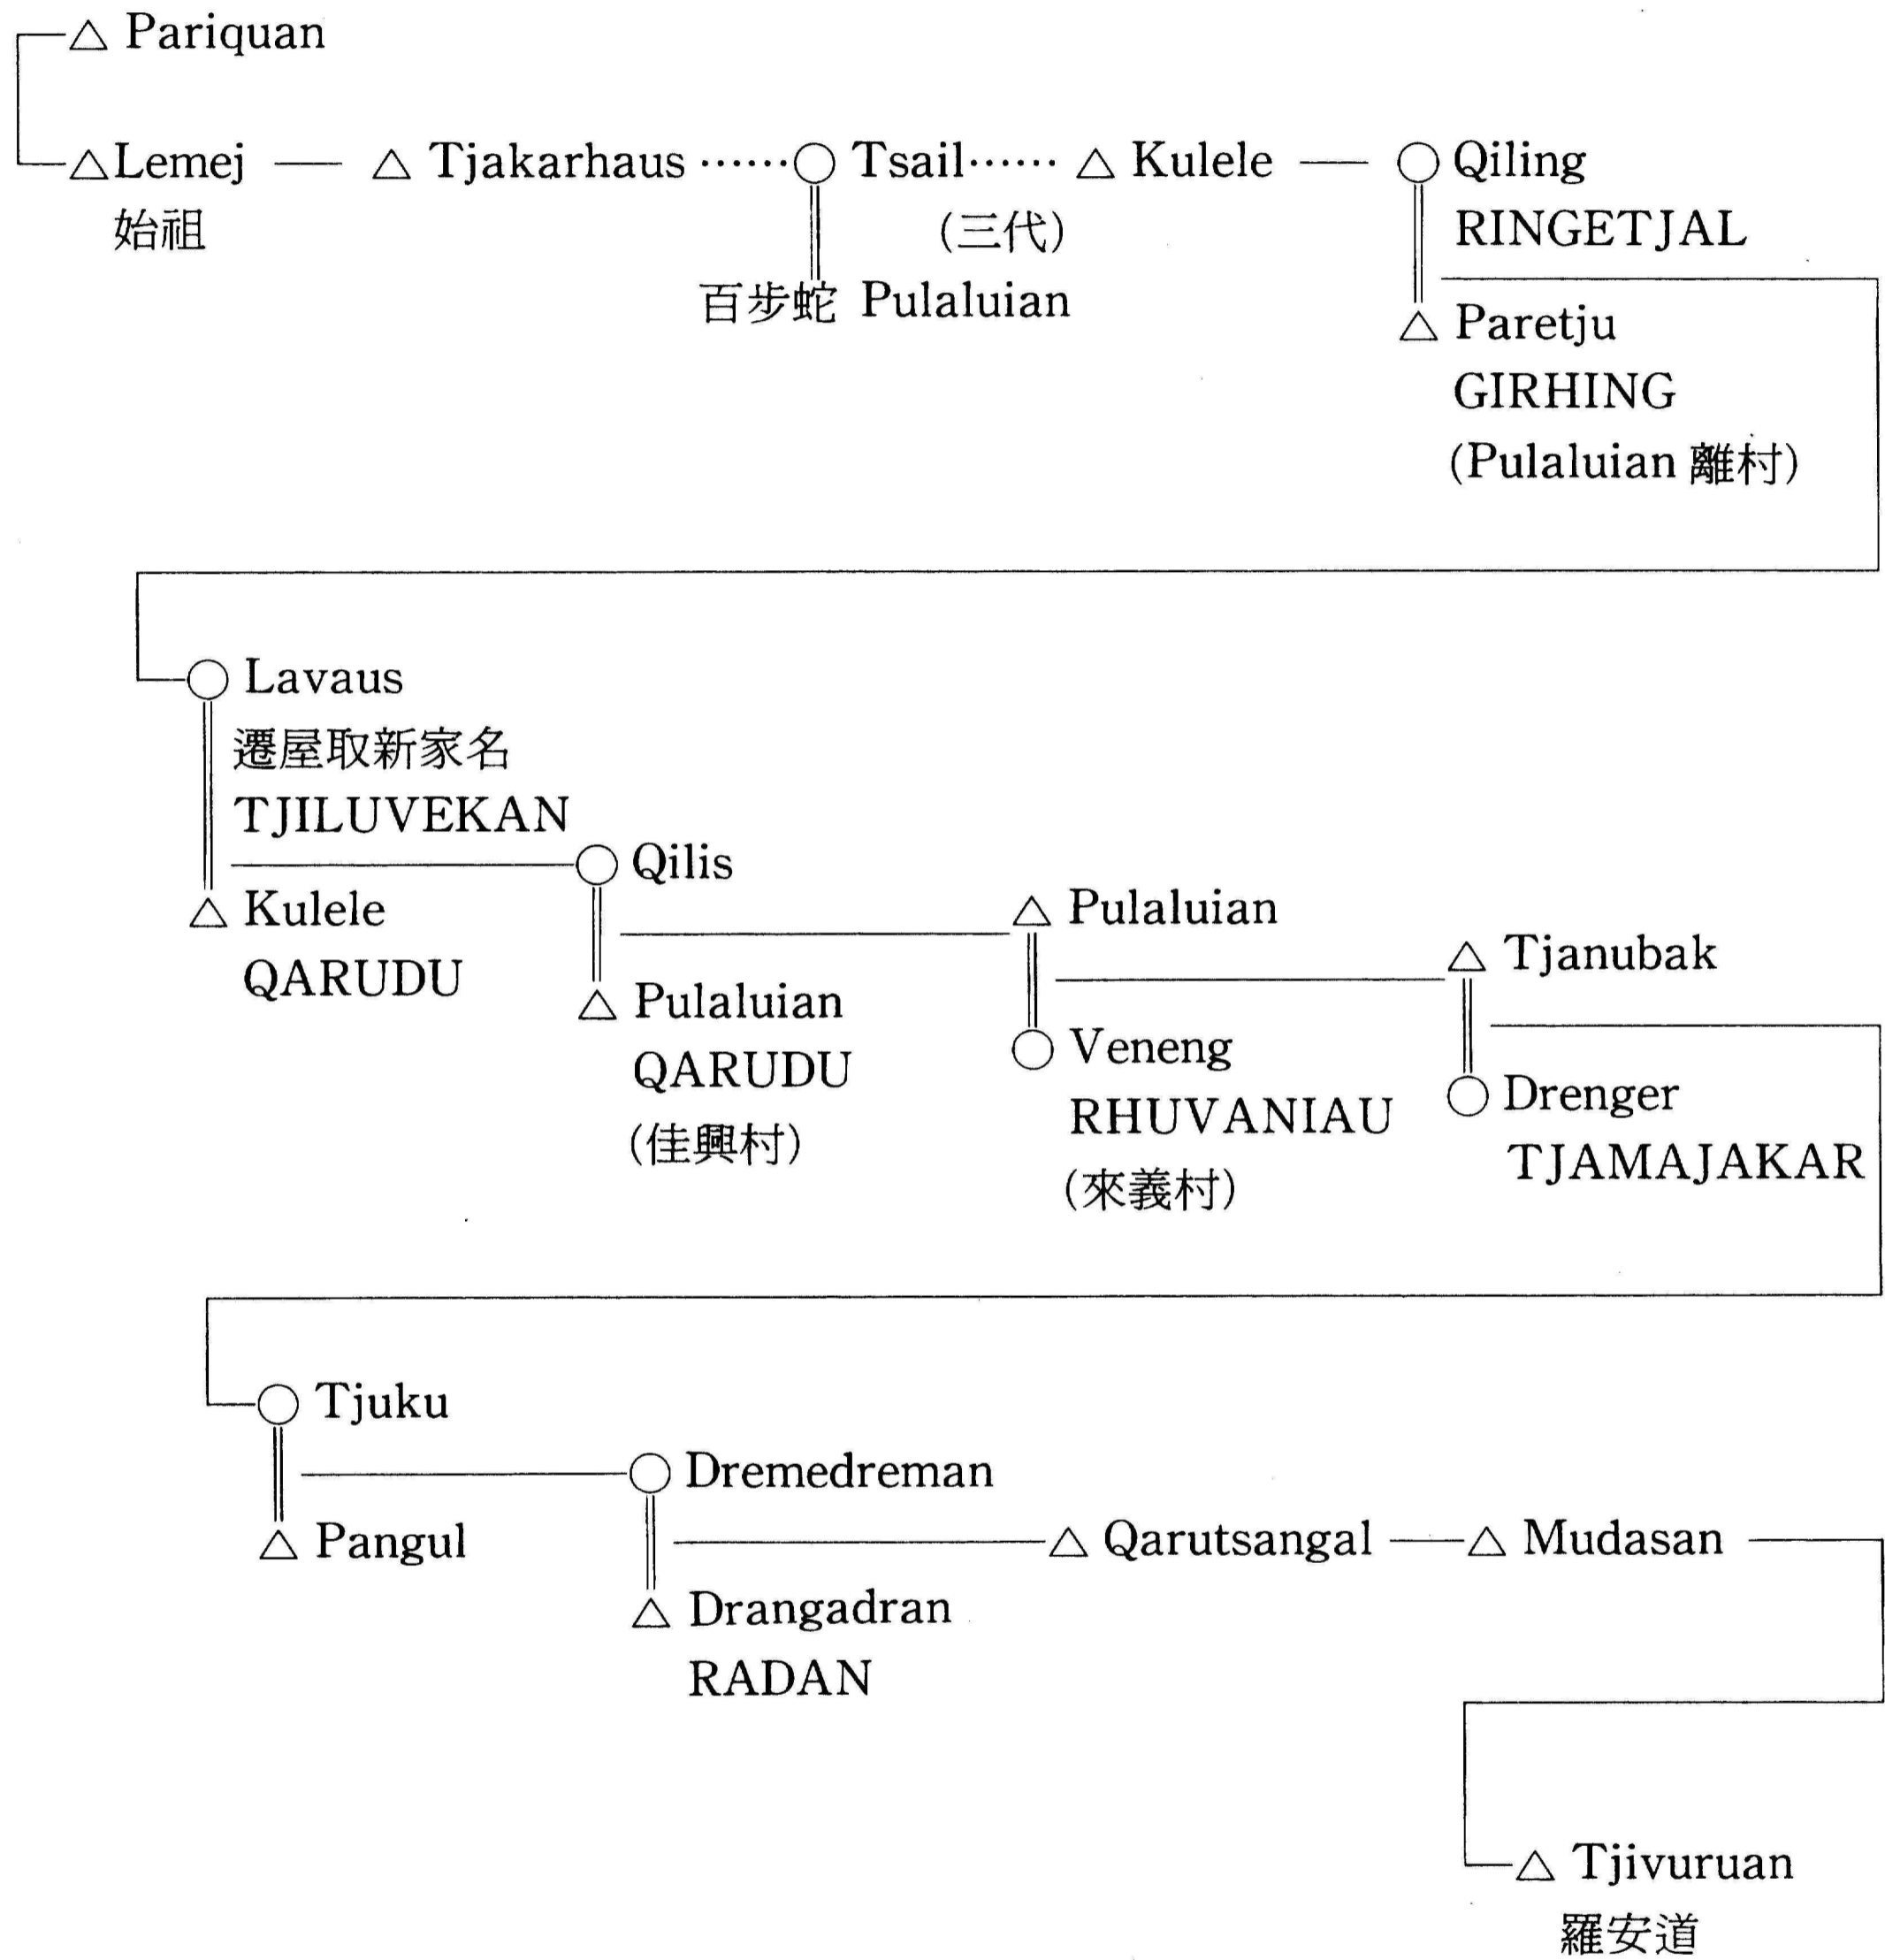 Pariquan
Lemej Tjakarhaus Tsail Kulele Qiling
始祖 (三代) RINGETJAL
百步蛇 Pulaluian
Paretju
GIRHING
(Pulaluian 離村)
Lavaus
遷屋取新家名
TJILUVEKAN
Qilis
Kulele
QARUDU
Pulaluian
QARUDU
(佳興村)
Pulaluian
Veneng
RHUVANIAU
(來義村)
Tjanubak
Drenger
TJAMAJAKAR
Tjuku
Pangul
Dremedreman
Drangadran
RADAN
Qarutsangal Mudasan
Tjivuruan
羅安道